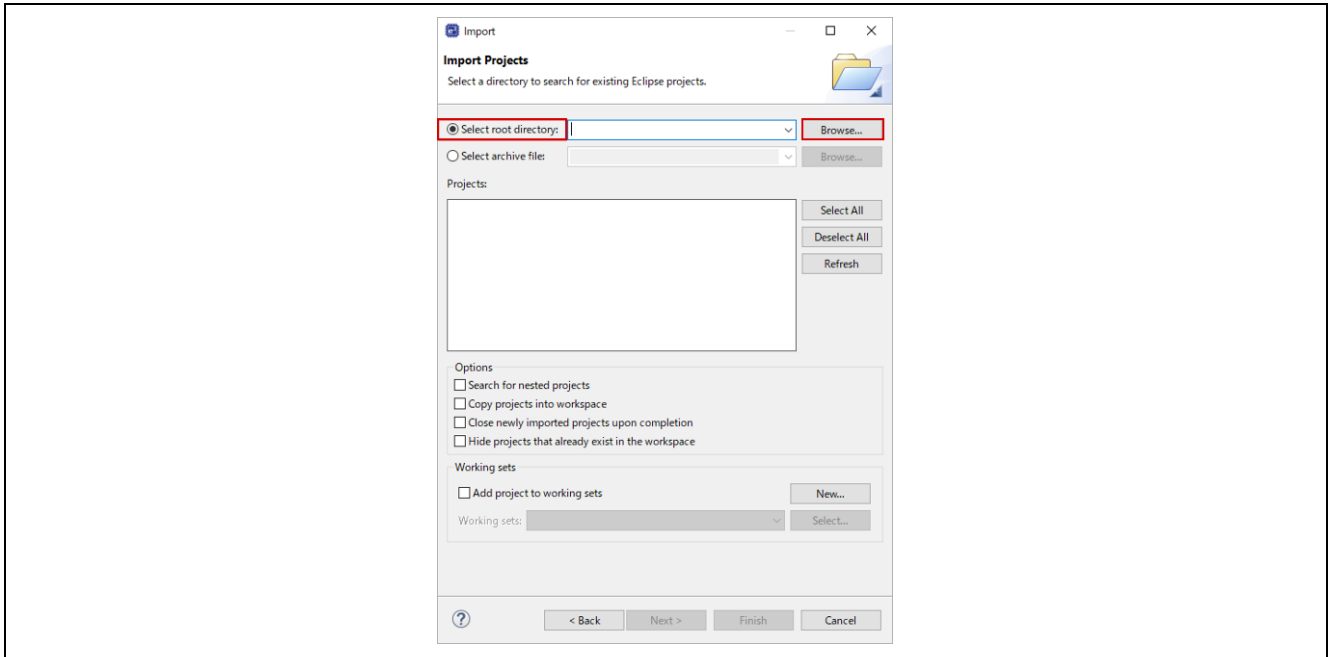 Import
Import Projects
Select a directory to search for existing Eclipse projects.
Select root directory: Browse...
Select archive file: Browse...
Projects:
Select All
Deselect All
Refresh
Options
Search for nested projects
Copy projects into workspace
Close newly imported projects upon completion
Hide projects that already exist in the workspace
Working sets
Add project to working sets New...
Working sets: Select...
? < Back Next > Finish Cancel